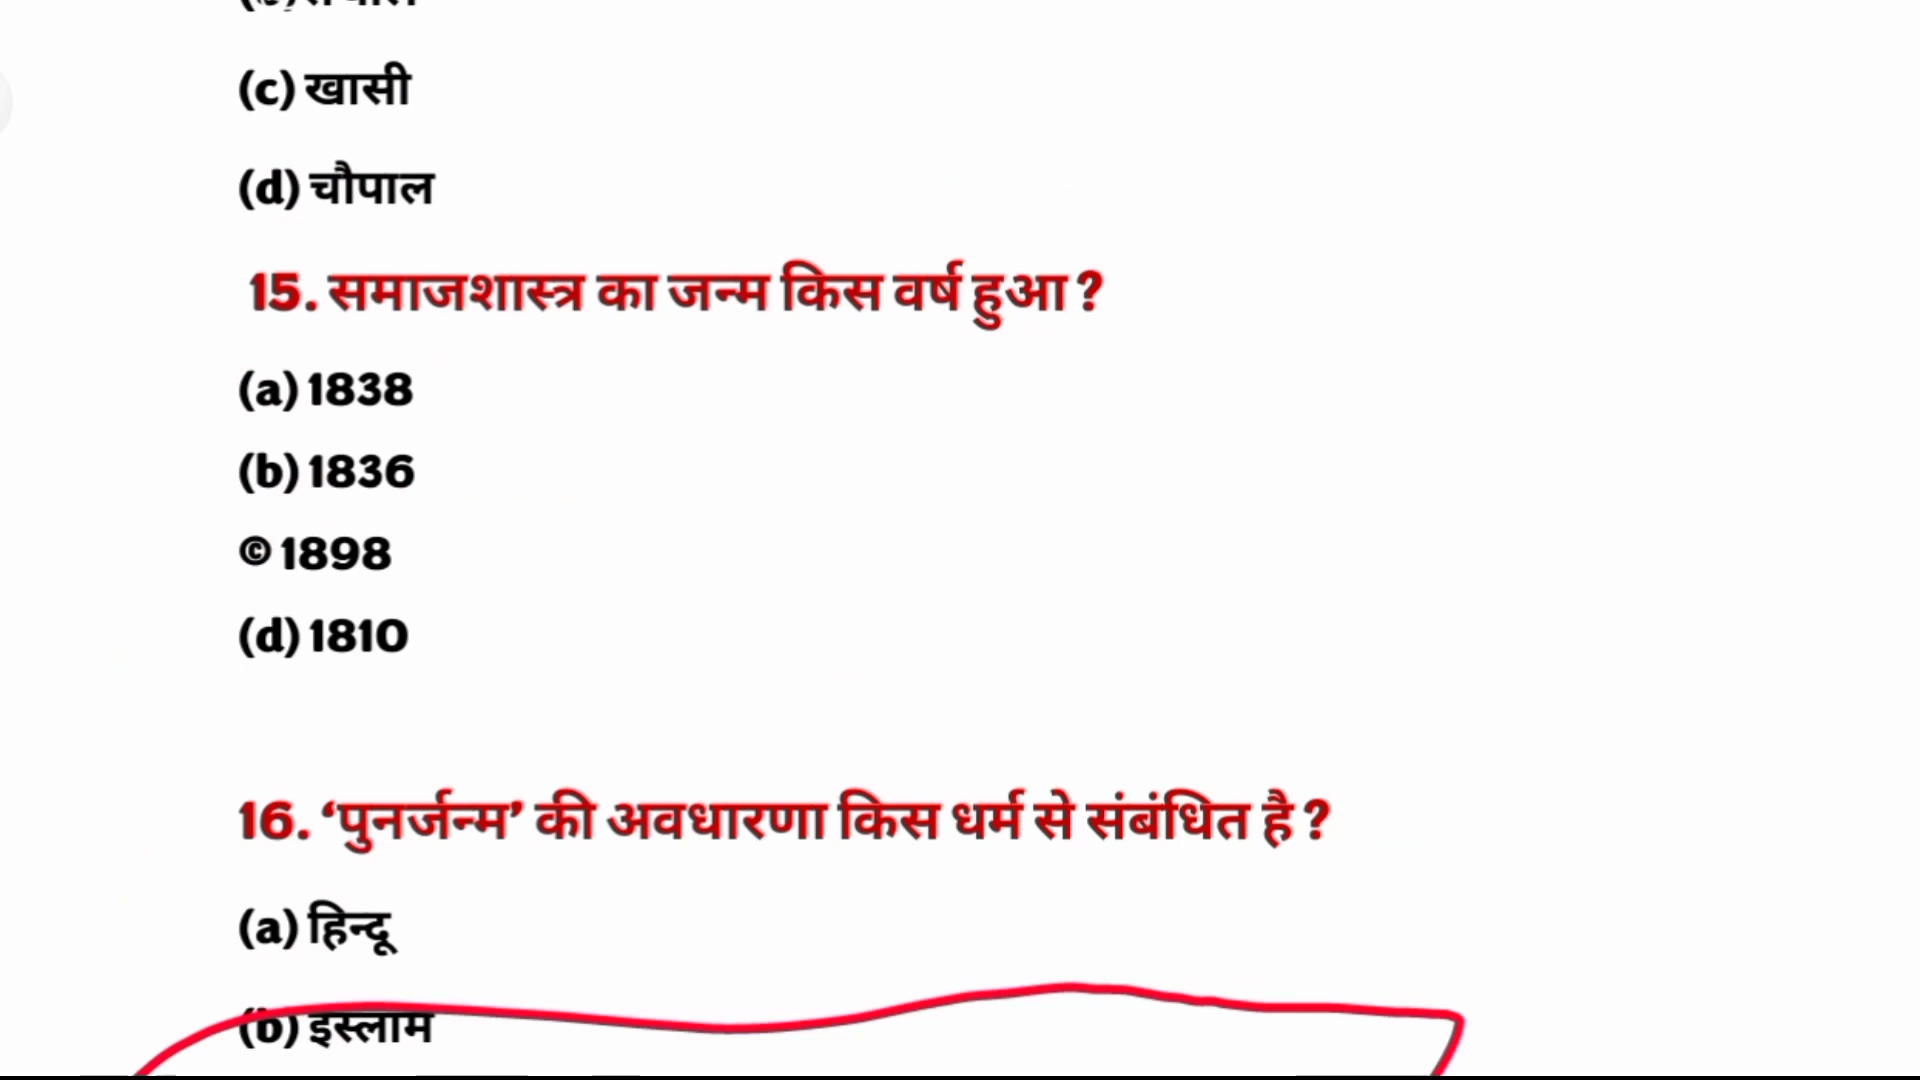 (c) खासी
(d) चौपाल
15. समाजशास्त्र का जन्म किस वर्ष हुआ ?
(a) 1838
(b) 1836
© 1898
(d) 1810
16. ‘पुनर्जन्म’ की अवधारणा किस धर्म से संबंधित है ?
(a) हिन्दू
(b) इस्लाम